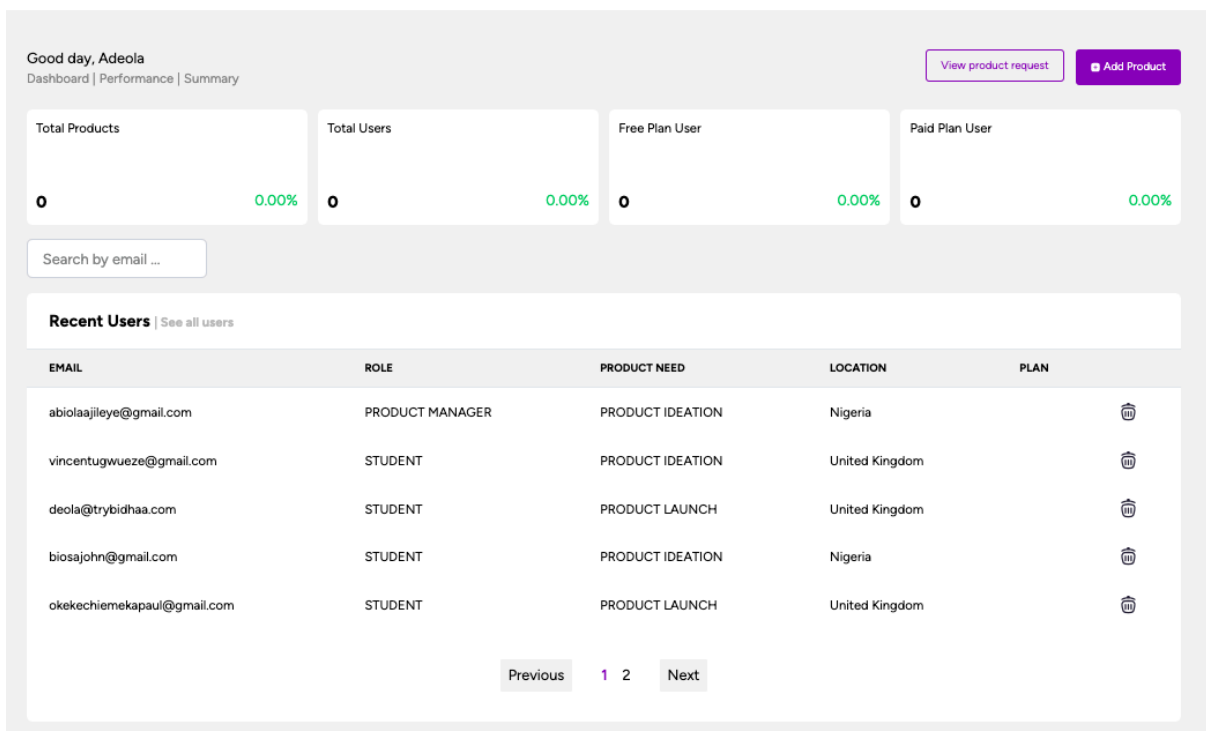 Good day, Adeola
Dashboard | Performance | Summary
View product request
Add Product
Total Products
0 0.00%
Total Users
0 0.00%
Free Plan User
0 0.00%
Paid Plan User
0 0.00%
Search by email ...
Recent Users | See all users
EMAIL ROLE PRODUCT NEED LOCATION PLAN
abiolaajileye@gmail.com PRODUCT MANAGER PRODUCT IDEATION Nigeria
vincentugwueze@gmail.com STUDENT PRODUCT IDEATION United Kingdom
deola@trybidhaa.com STUDENT PRODUCT LAUNCH United Kingdom
biosajohn@gmail.com STUDENT PRODUCT IDEATION Nigeria
okekechiemekapaul@gmail.com STUDENT PRODUCT LAUNCH United Kingdom
Previous 1 2 Next